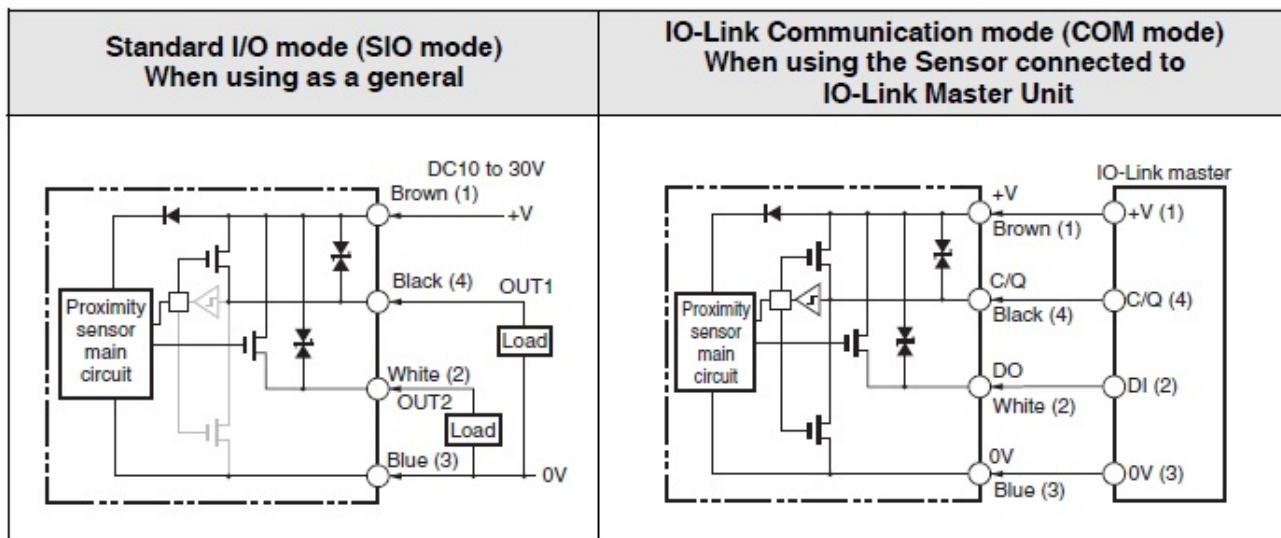 Standard I/O mode (SIO mode)
When using as a general
IO-Link Communication mode (COM mode)
When using the Sensor connected to
IO-Link Master Unit
DC10 to 30V
Brown (1)
+V
Black (4)
OUT1
Proximity
sensor
main
circuit
Load
White (2)
OUT2
Load
Blue (3)
0V
IO-Link master
+V
+V (1)
Brown (1)
C/Q
C/Q (4)
Black (4)
Proximity
sensor
main
circuit
DO
DI (2)
White (2)
0V
0V (3)
Blue (3)